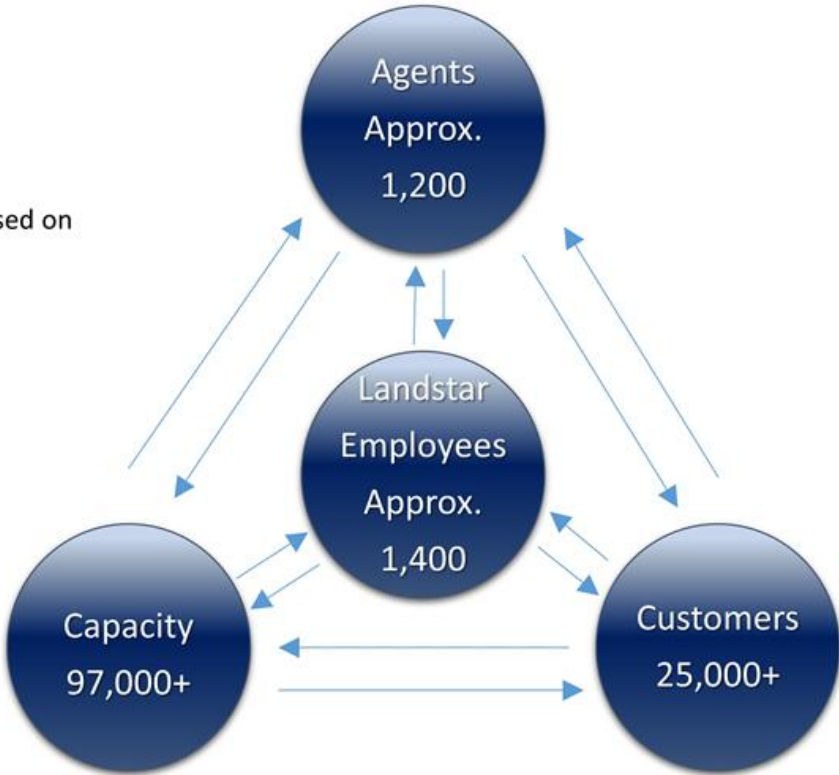 Agents
Approx.
1,200
sed on
Landstar
Employees
Approx.
1,400
Capacity
97,000+
Customers
25,000+